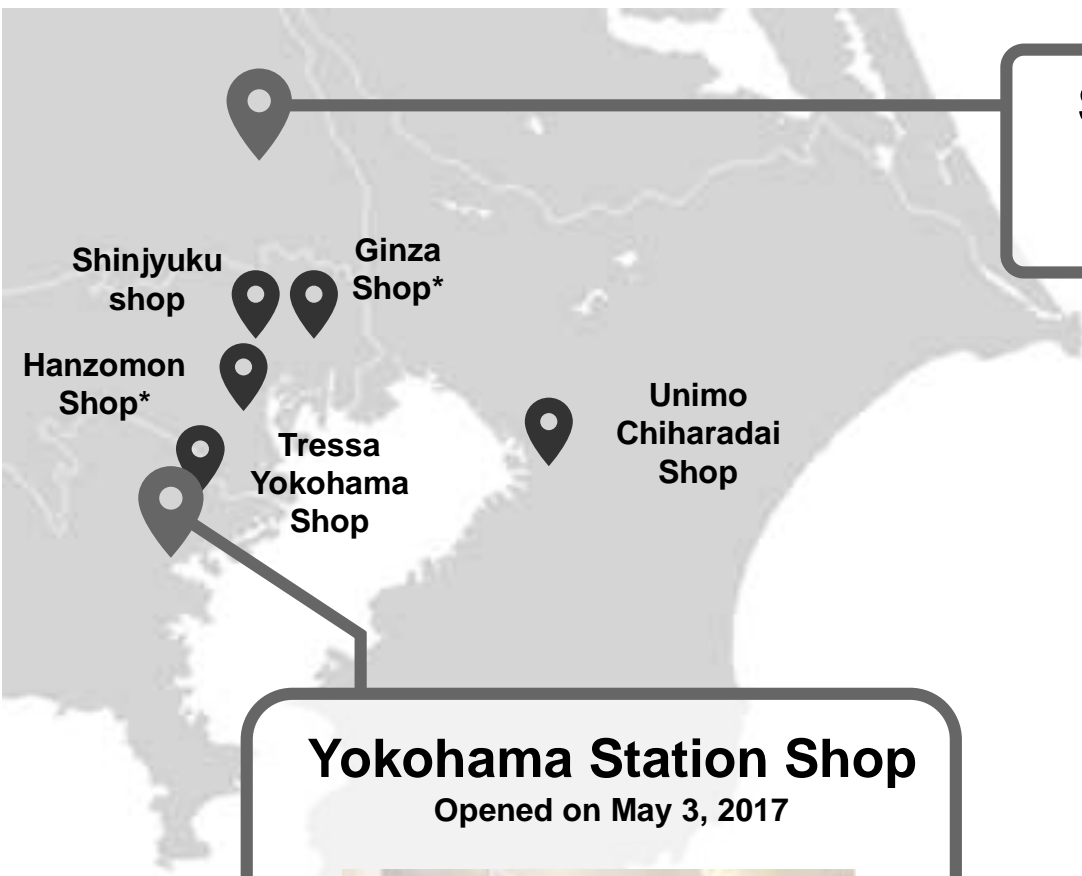 Shinjyuku
shop
Ginza
Shop*
Hanzomon
Shop*
Tressa
Yokohama
Shop
Unimo
Chiharadai
Shop
Yokohama Station Shop
Opened on May 3, 2017